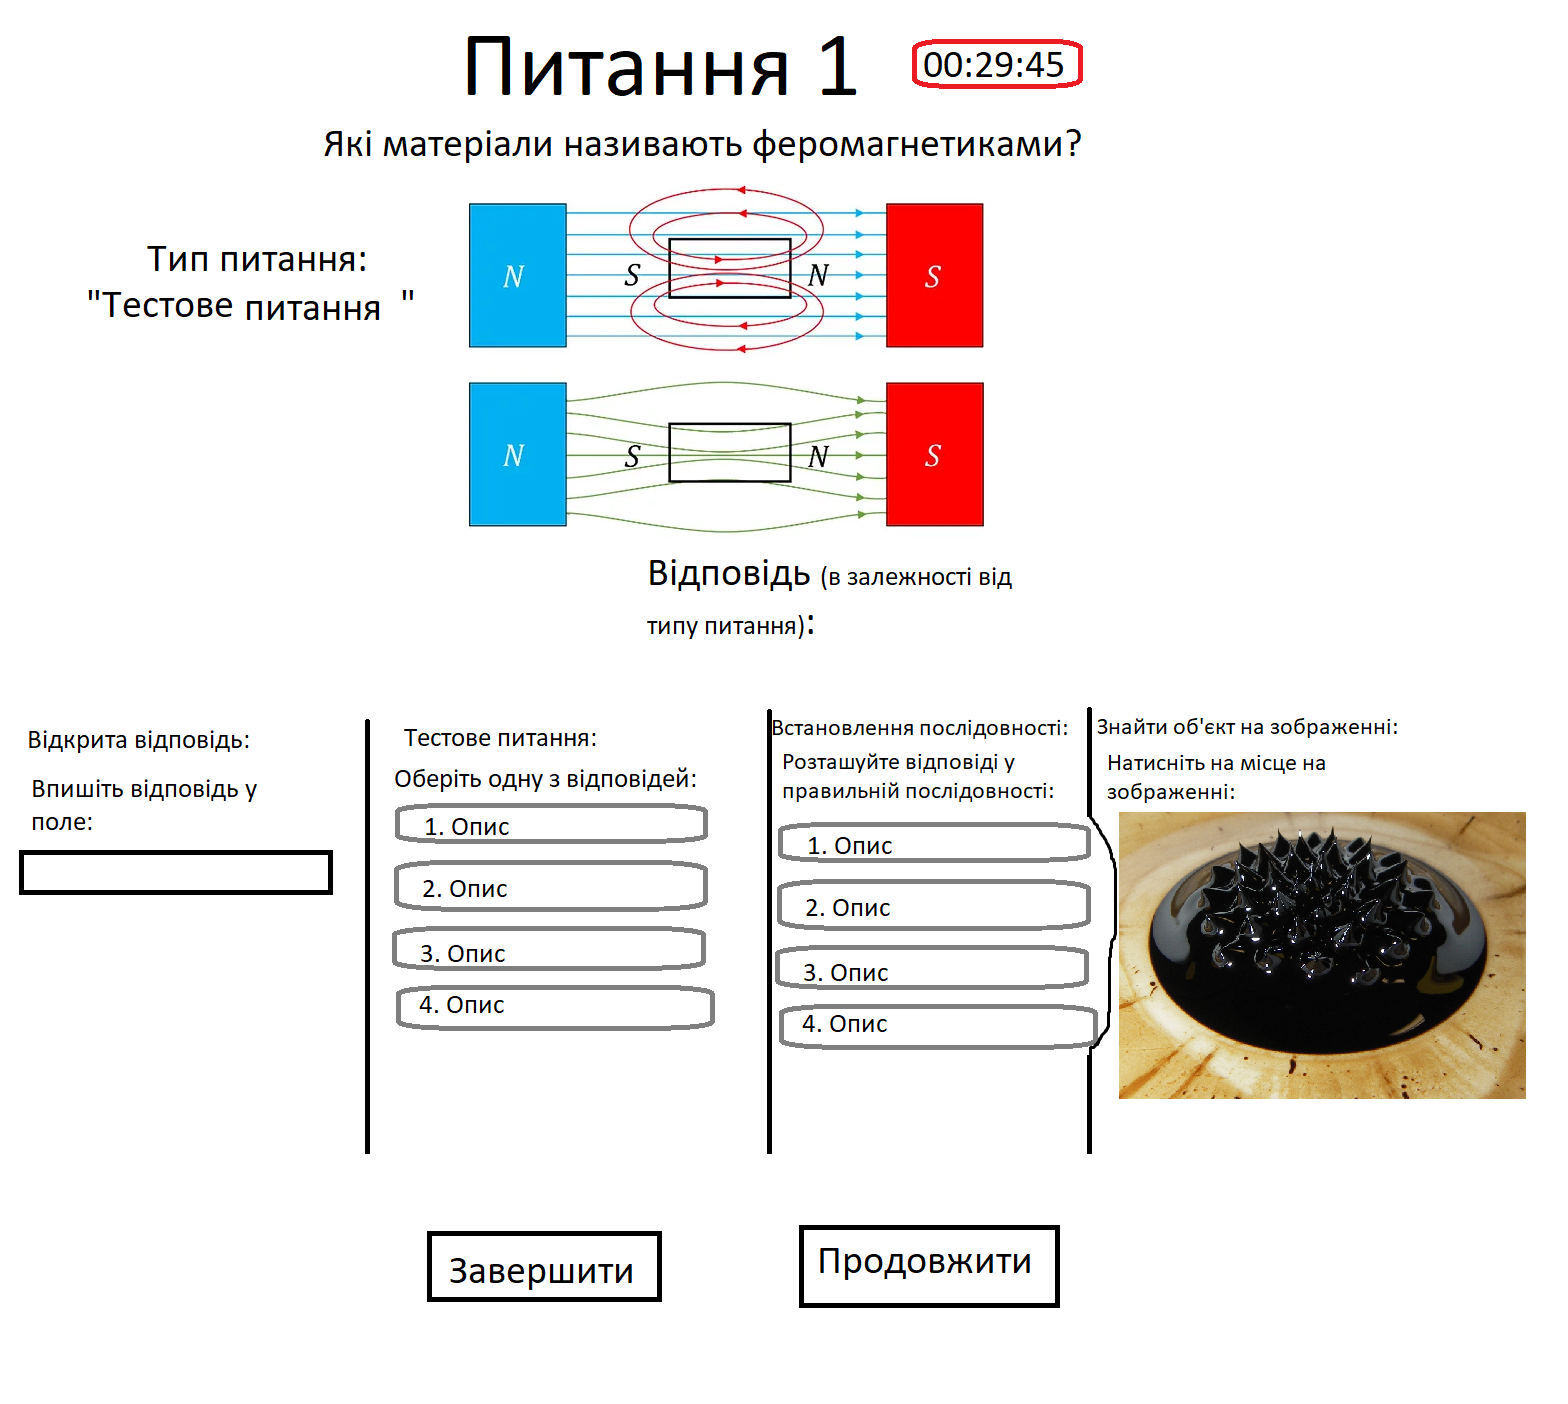 Питання 1
00:29:45
Які матеріали називають феромагнетиками?
Тип питання:
"Тестове питання "
N
S
N
S
N
S
N
S
Відповідь (в залежності від
типу питання):
Відкрита відповідь:
Впишіть відповідь у
поле:
Тестове питання:
Оберіть одну з відповідей:
1. Опис
2. Опис
3. Опис
4. Опис
Встановлення послідовності:
Розташуйте відповіді у
правильній послідовності:
1. Опис
2. Опис
3. Опис
4. Опис
Знайти об'єкт на зображенні:
Натисніть на місце на
зображенні:
Завершити
Продовжити